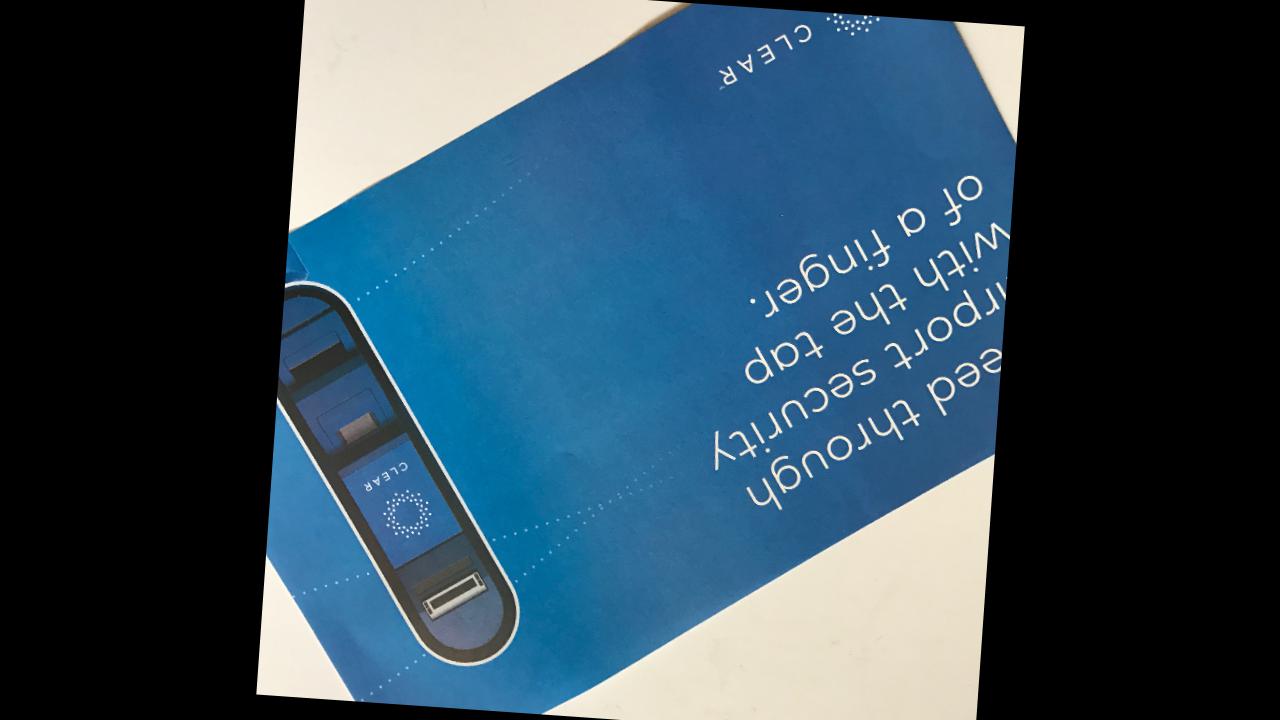 eed through
irport security
with the tap
of a finger.
CLEAR
CLEAR